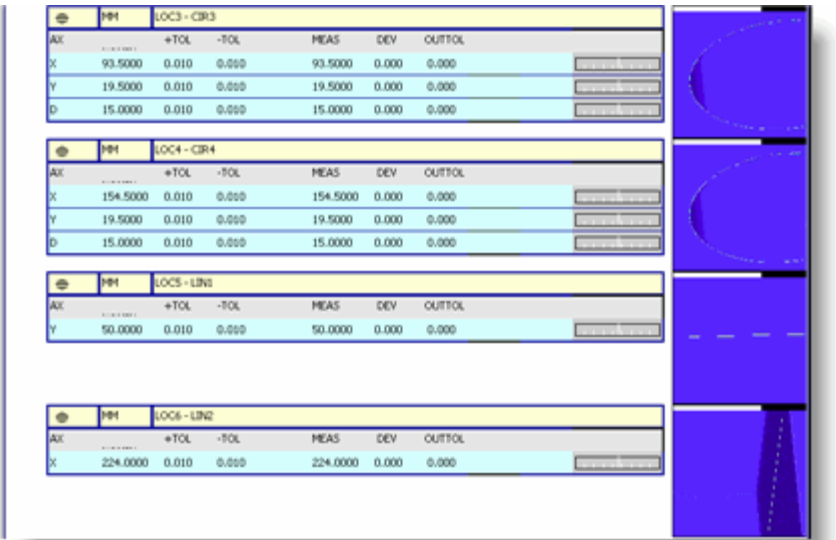 MM LOC3 - CIR3
AX +TOL -TOL MEAS DEV OUTTOL
X 93.5000 0.010 0.010 93.5000 0.000 0.000
Y 19.5000 0.010 0.010 19.5000 0.000 0.000
D 15.0000 0.010 0.010 15.0000 0.000 0.000
MM LOC4 - CIR4
AX +TOL -TOL MEAS DEV OUTTOL
X 154.5000 0.010 0.010 154.5000 0.000 0.000
Y 19.5000 0.010 0.010 19.5000 0.000 0.000
D 15.0000 0.010 0.010 15.0000 0.000 0.000
MM LOC5 - LIN1
AX +TOL -TOL MEAS DEV OUTTOL
Y 50.0000 0.010 0.010 50.0000 0.000 0.000
MM LOC6 - LIN2
AX +TOL -TOL MEAS DEV OUTTOL
X 224.0000 0.010 0.010 224.0000 0.000 0.000